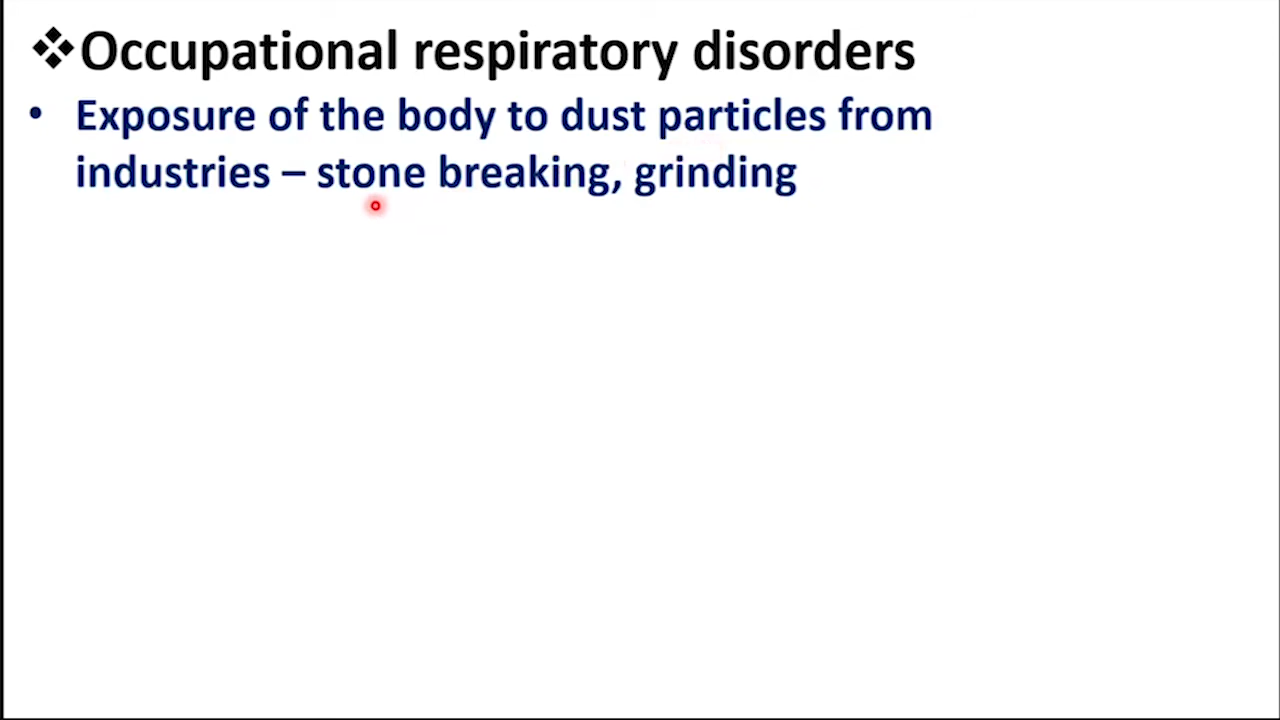 ❖Occupational respiratory disorders
• Exposure of the body to dust particles from
industries – stone breaking, grinding